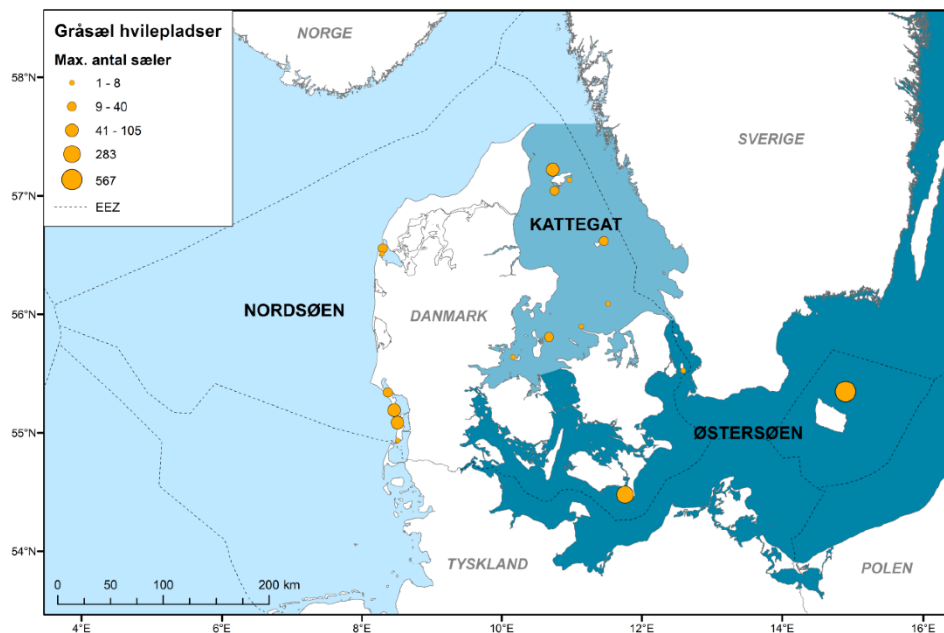 Gråsæl hvilepladser
Max. antal sæler
1 - 8
9 - 40
41 - 105
283
567
EEZ
NORGE
SVERIGE
KATTEGAT
NORDSØEN
DANMARK
ØSTERSØEN
TYSKLAND
POLEN
58°N
57°N
56°N
55°N
54°N
0 50 100 200 km
4°E 6°E 8°E 10°E 12°E 14°E 16°E